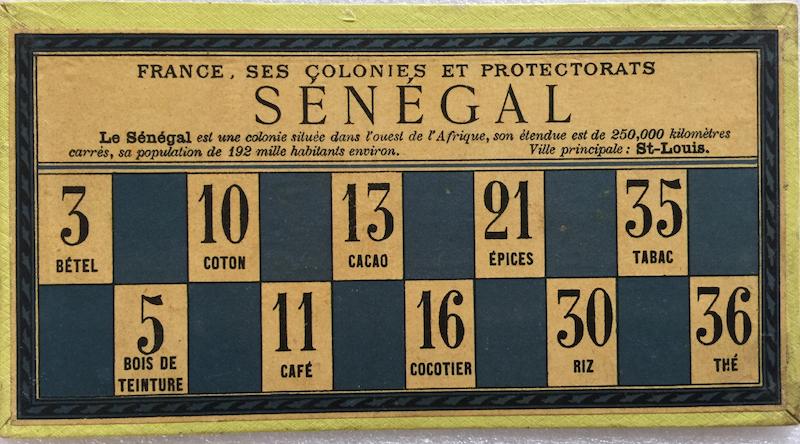 FRANCE, SES COLONIES ET PROTECTORATS
SÉNÉGAL
Le Sénégal est une colonie située dans l'ouest de l'Afrique, son étendue est de 250,000 kilomètres
carrés, sa population de 192 mille habitants environ. Ville principale: St-Louis.
3 10 13 21 35
BÉTEL COTON CACAO ÉPICES TABAC
5 11 16 30 36
BOIS DE
TEINTURE CAFÉ COCOTIER RIZ THÉ